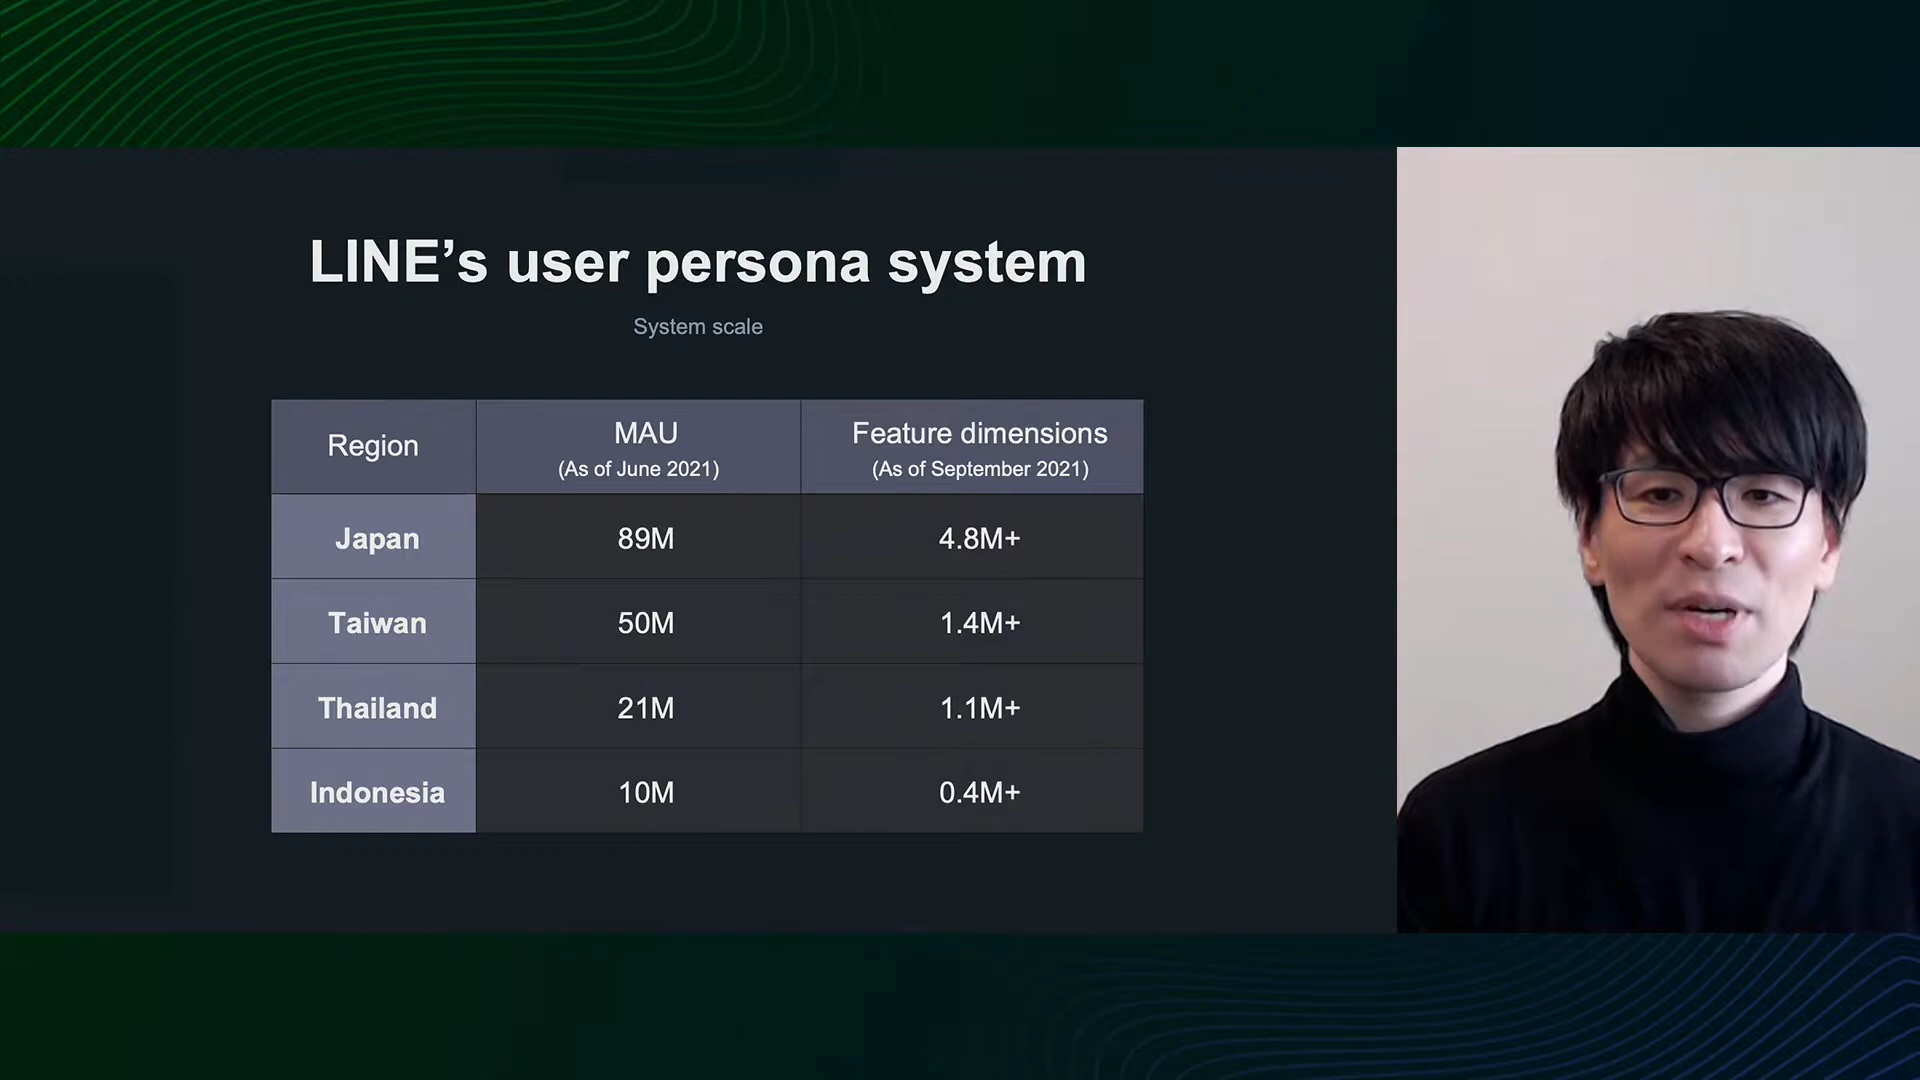 LINE’s user persona system
System scale
Region
MAU
(As of June 2021)
Feature dimensions
(As of September 2021)
Japan
89M
4.8M+
Taiwan
50M
1.4M+
Thailand
21M
1.1M+
Indonesia
10M
0.4M+